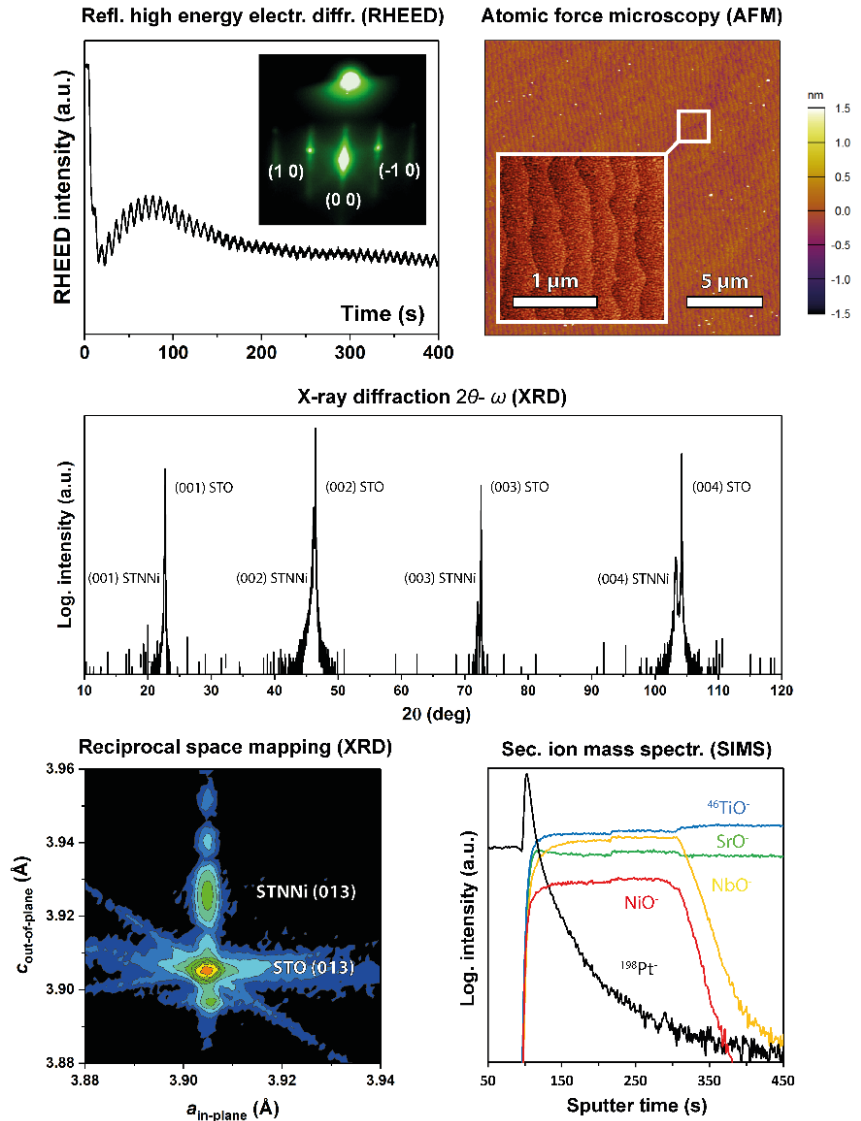 Refl. high energy electr. diffr. (RHEED)
RHEED intensity (a.u.)
(1 0)
(0 0)
(-1 0)
Time (s)
0 100 200 300 400
Atomic force microscopy (AFM)
1 µm
5 µm
nm
1.5
1.0
0.5
0.0
-0.5
-1.0
-1.5
X-ray diffraction 2θ- ω (XRD)
Log. intensity (a.u.)
(001) STO
(002) STO
(003) STO
(004) STO
(001) STNNi
(002) STNNi
(003) STNNi
(004) STNNi
10 20 30 40 50 60 70 80 90 100 110 120
2θ (deg)
Reciprocal space mapping (XRD)
3.96
3.94
3.92
3.90
3.88
c out-of-plane (Å)
STNNi (013)
STO (013)
3.88 3.90 3.92 3.94
a in-plane (Å)
Sec. ion mass spectr. (SIMS)
Log. intensity (a.u.)
⁴⁶TiO⁻
SrO⁻
NbO⁻
NiO⁻
¹⁹⁸Pt⁻
50 150 250 350 450
Sputter time (s)